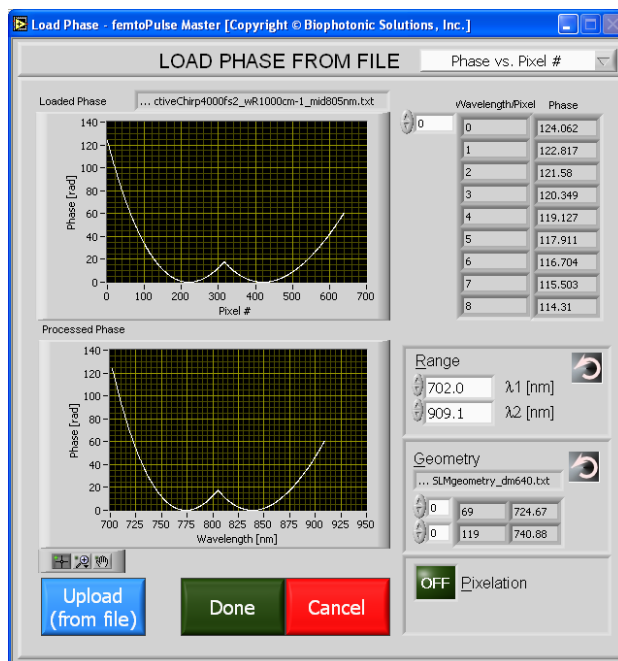 Load Phase - femtoPulse Master [Copyright © Biophotonic Solutions, Inc.]
LOAD PHASE FROM FILE
Phase vs. Pixel #
Loaded Phase
... ctiveChirp4000fs2_wR1000cm-1_mid805nm.txt
Phase [rad]
140
120
100
80
60
40
20
0
0 100 200 300 400 500 600 700
Pixel #
Wavelength/Pixel Phase
0
0 124.062
1 122.817
2 121.58
3 120.349
4 119.127
5 117.911
6 116.704
7 115.503
8 114.31
Processed Phase
Phase [rad]
140
120
100
80
60
40
20
0
700 725 750 775 800 825 850 875 900 925 950
Wavelength [nm]
Range
702.0 λ1 [nm]
909.1 λ2 [nm]
Geometry
... SLMgeometry_dm640.txt
0 69 724.67
0 119 740.88
OFF Pixelation
Upload
(from file)
Done
Cancel